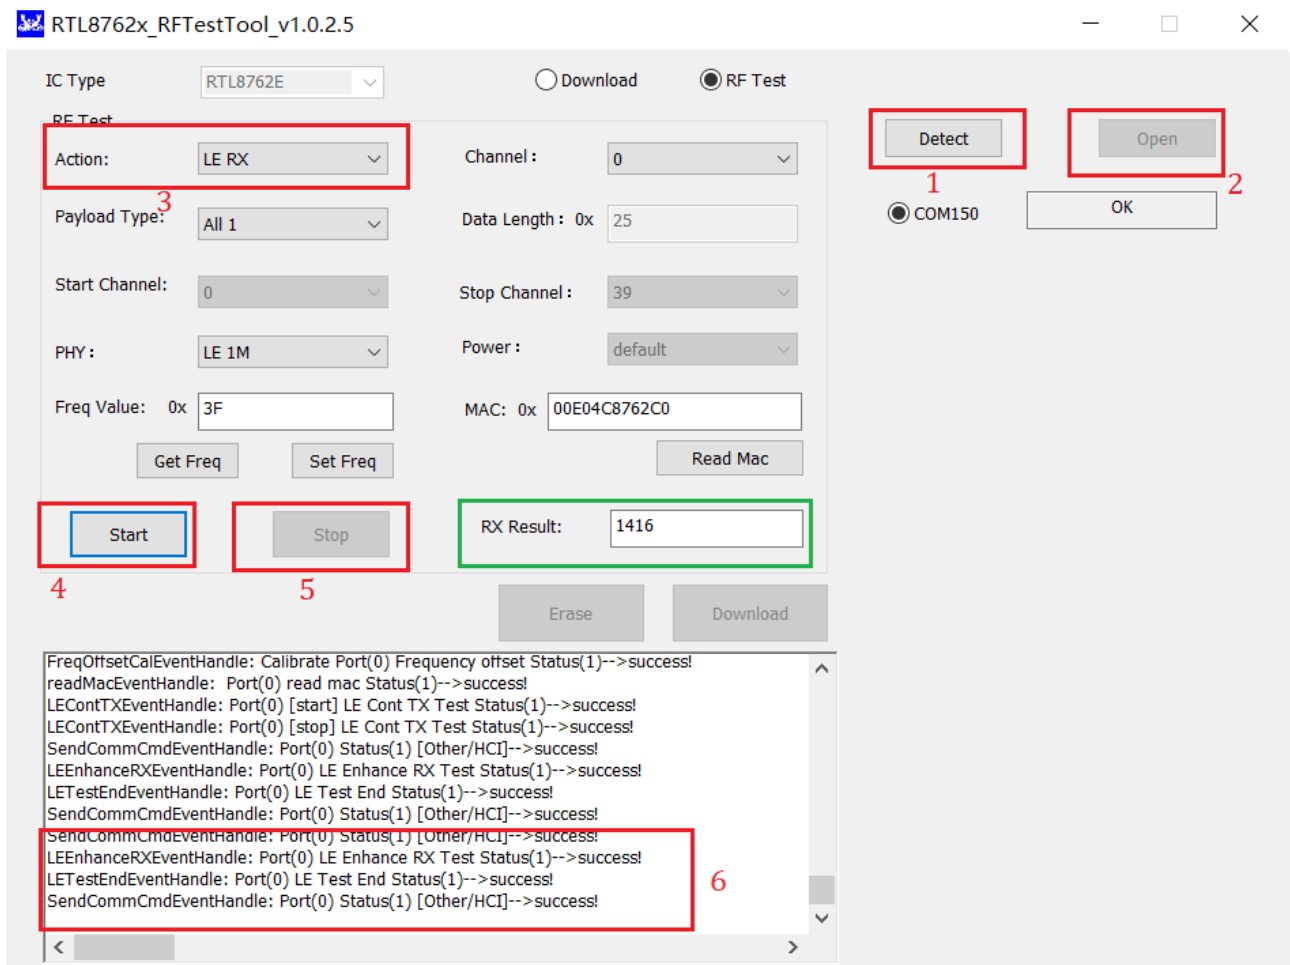 RTL8762x_RFTestTool_v1.0.2.5
IC Type RTL8762E Download RF Test
RF Test
Action: LE RX Channel : 0 Detect Open
3 1 2
Payload Type: All 1 Data Length : 0x 25 COM150 OK
Start Channel: 0 Stop Channel : 39
PHY : LE 1M Power : default
Freq Value: 0x 3F MAC: 0x 00E04C8762C0
Get Freq Set Freq Read Mac
Start Stop RX Result: 1416
4 5
Erase Download
FreqOffsetCalEventHandle: Calibrate Port(0) Frequency offset Status(1)-->success!
readMacEventHandle:  Port(0) read mac Status(1)-->success!
LEContTXEventHandle: Port(0) [start] LE Cont TX Test Status(1)-->success!
LEContTXEventHandle: Port(0) [stop] LE Cont TX Test Status(1)-->success!
SendCommCmdEventHandle: Port(0) Status(1) [Other/HCI]-->success!
LEEnhanceRXEventHandle: Port(0) LE Enhance RX Test Status(1)-->success!
LETestEndEventHandle: Port(0) LE Test End Status(1)-->success!
SendCommCmdEventHandle: Port(0) Status(1) [Other/HCI]-->success!
SendCommCmdEventHandle: Port(0) Status(1) [Other/HCI]-->success!
LEEnhanceRXEventHandle: Port(0) LE Enhance RX Test Status(1)-->success!
LETestEndEventHandle: Port(0) LE Test End Status(1)-->success!
6
SendCommCmdEventHandle: Port(0) Status(1) [Other/HCI]-->success!